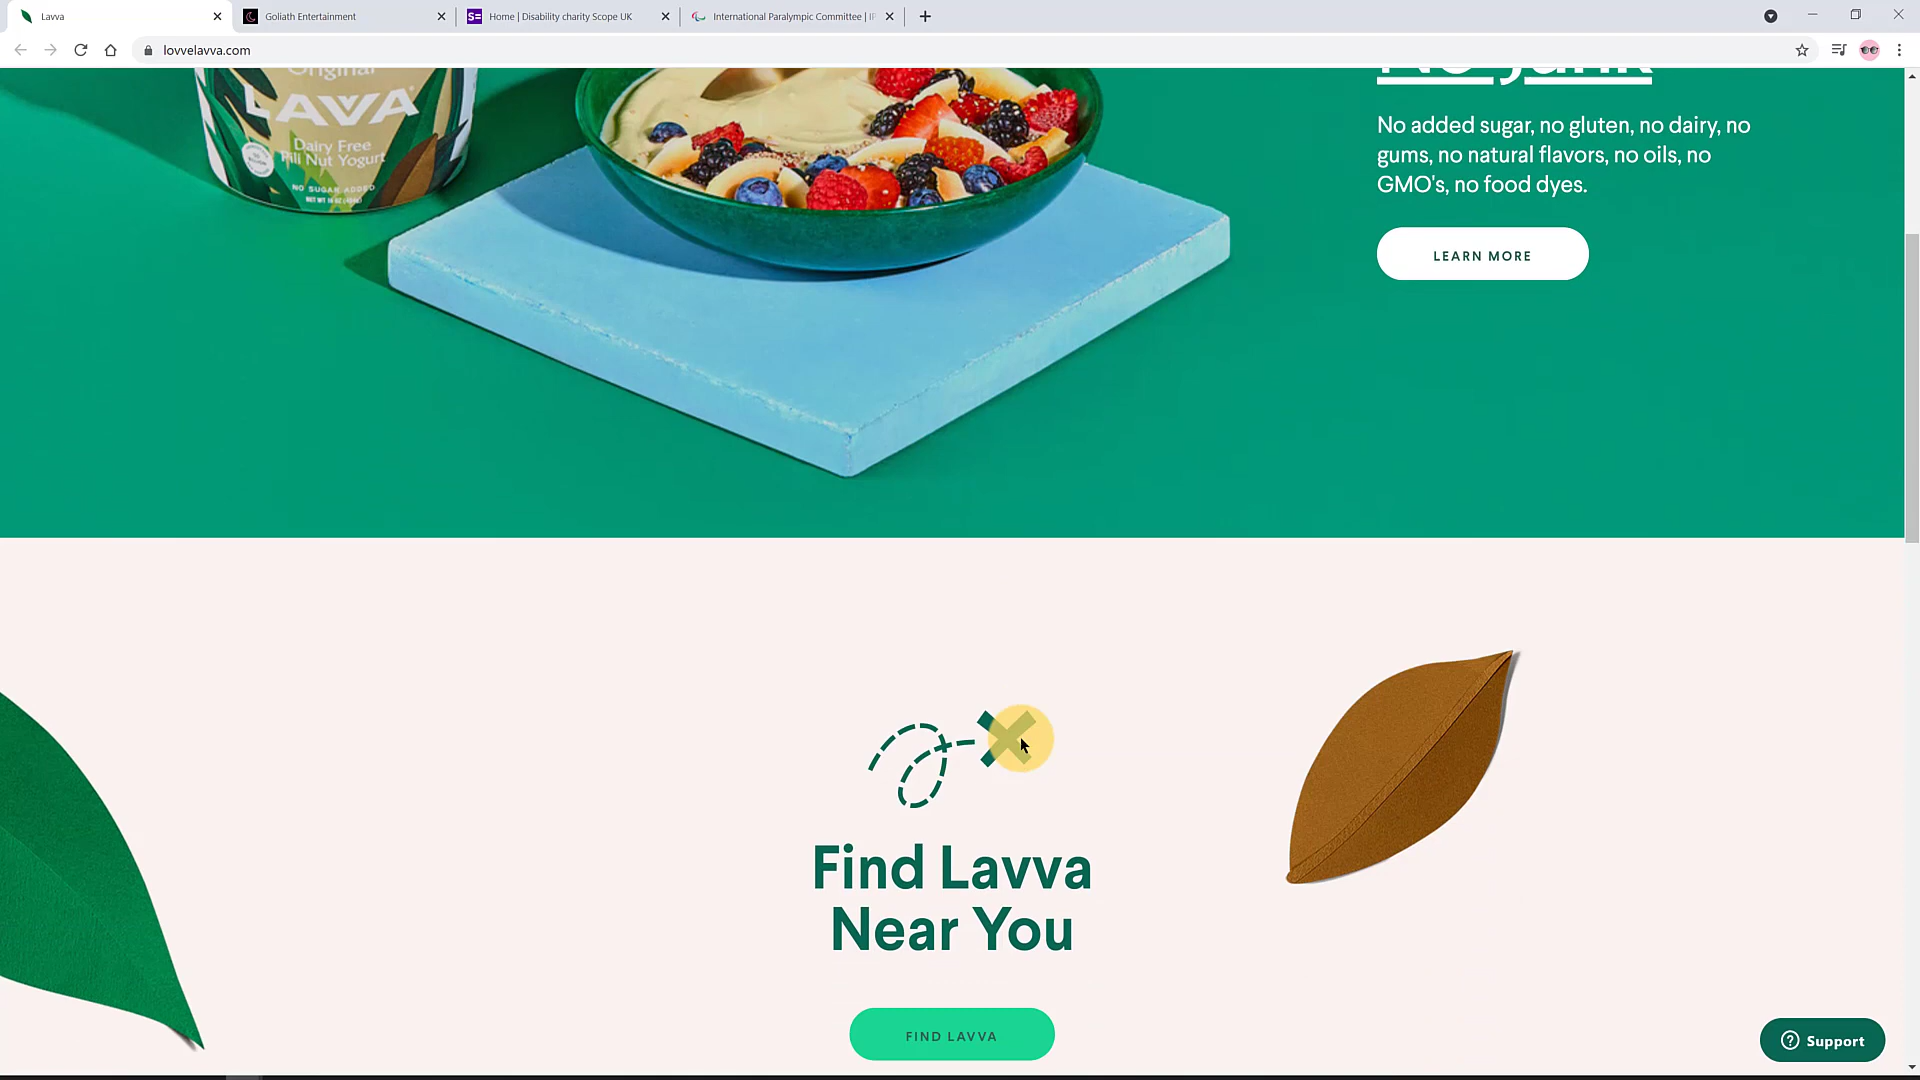 Lavva
Goliath Entertainment
Home | Disability charity Scope UK
International Paralympic Committee | IP
lovvelavva.com
Original
LAVVA
Dairy Free
Pili Nut Yogurt
NO SUGAR ADDED
NET WT 16 OZ (454g)
No Junk
No added sugar, no gluten, no dairy, no
gums, no natural flavors, no oils, no
GMO's, no food dyes.
LEARN MORE
Find Lavva
Near You
FIND LAVVA
Support